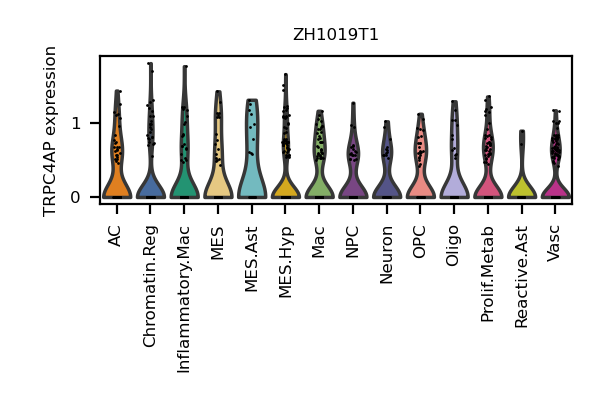 ZH1019T1
TRPC4AP expression
1
0
AC
Chromatin.Reg
Inflammatory.Mac
MES
MES.Ast
MES.Hyp
Mac
NPC
Neuron
OPC
Oligo
Prolif.Metab
Reactive.Ast
Vasc